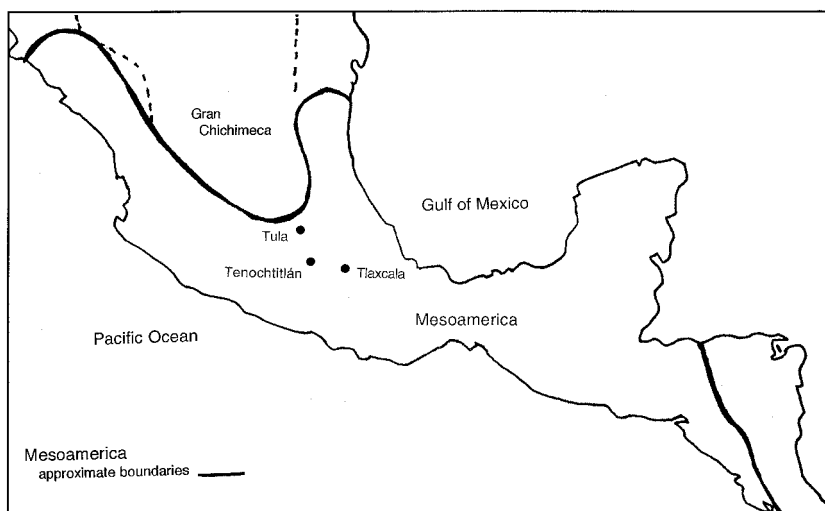 Gran
Chichimeca
Gulf of Mexico
Tula
Tenochtitlán
Tlaxcala
Mesoamerica
Pacific Ocean
Mesoamerica
approximate boundaries